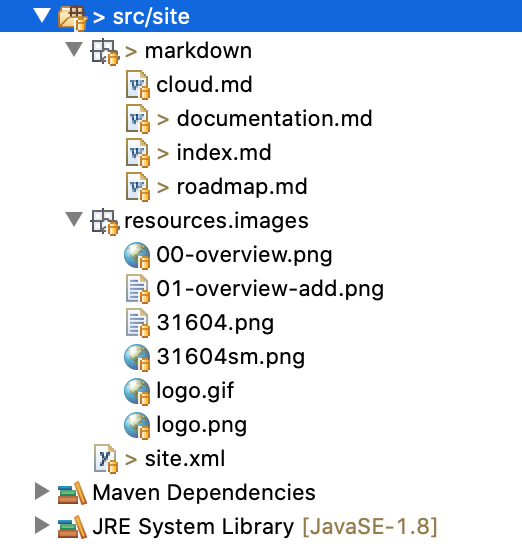 > src/site
> markdown
cloud.md
> documentation.md
> index.md
> roadmap.md
resources.images
00-overview.png
01-overview-add.png
31604.png
31604sm.png
logo.gif
logo.png
> site.xml
Maven Dependencies
JRE System Library [JavaSE-1.8]